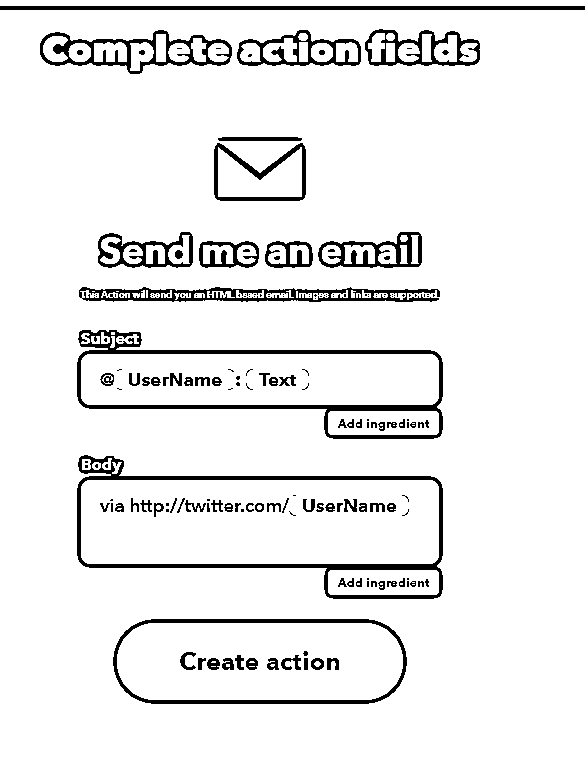 Complete action fields
Send me an email
This Action will send you an HTML based email. Images and links are supported.
Subject
@ UserName : Text
Add ingredient
Body
via http://twitter.com/ UserName
Add ingredient
Create action